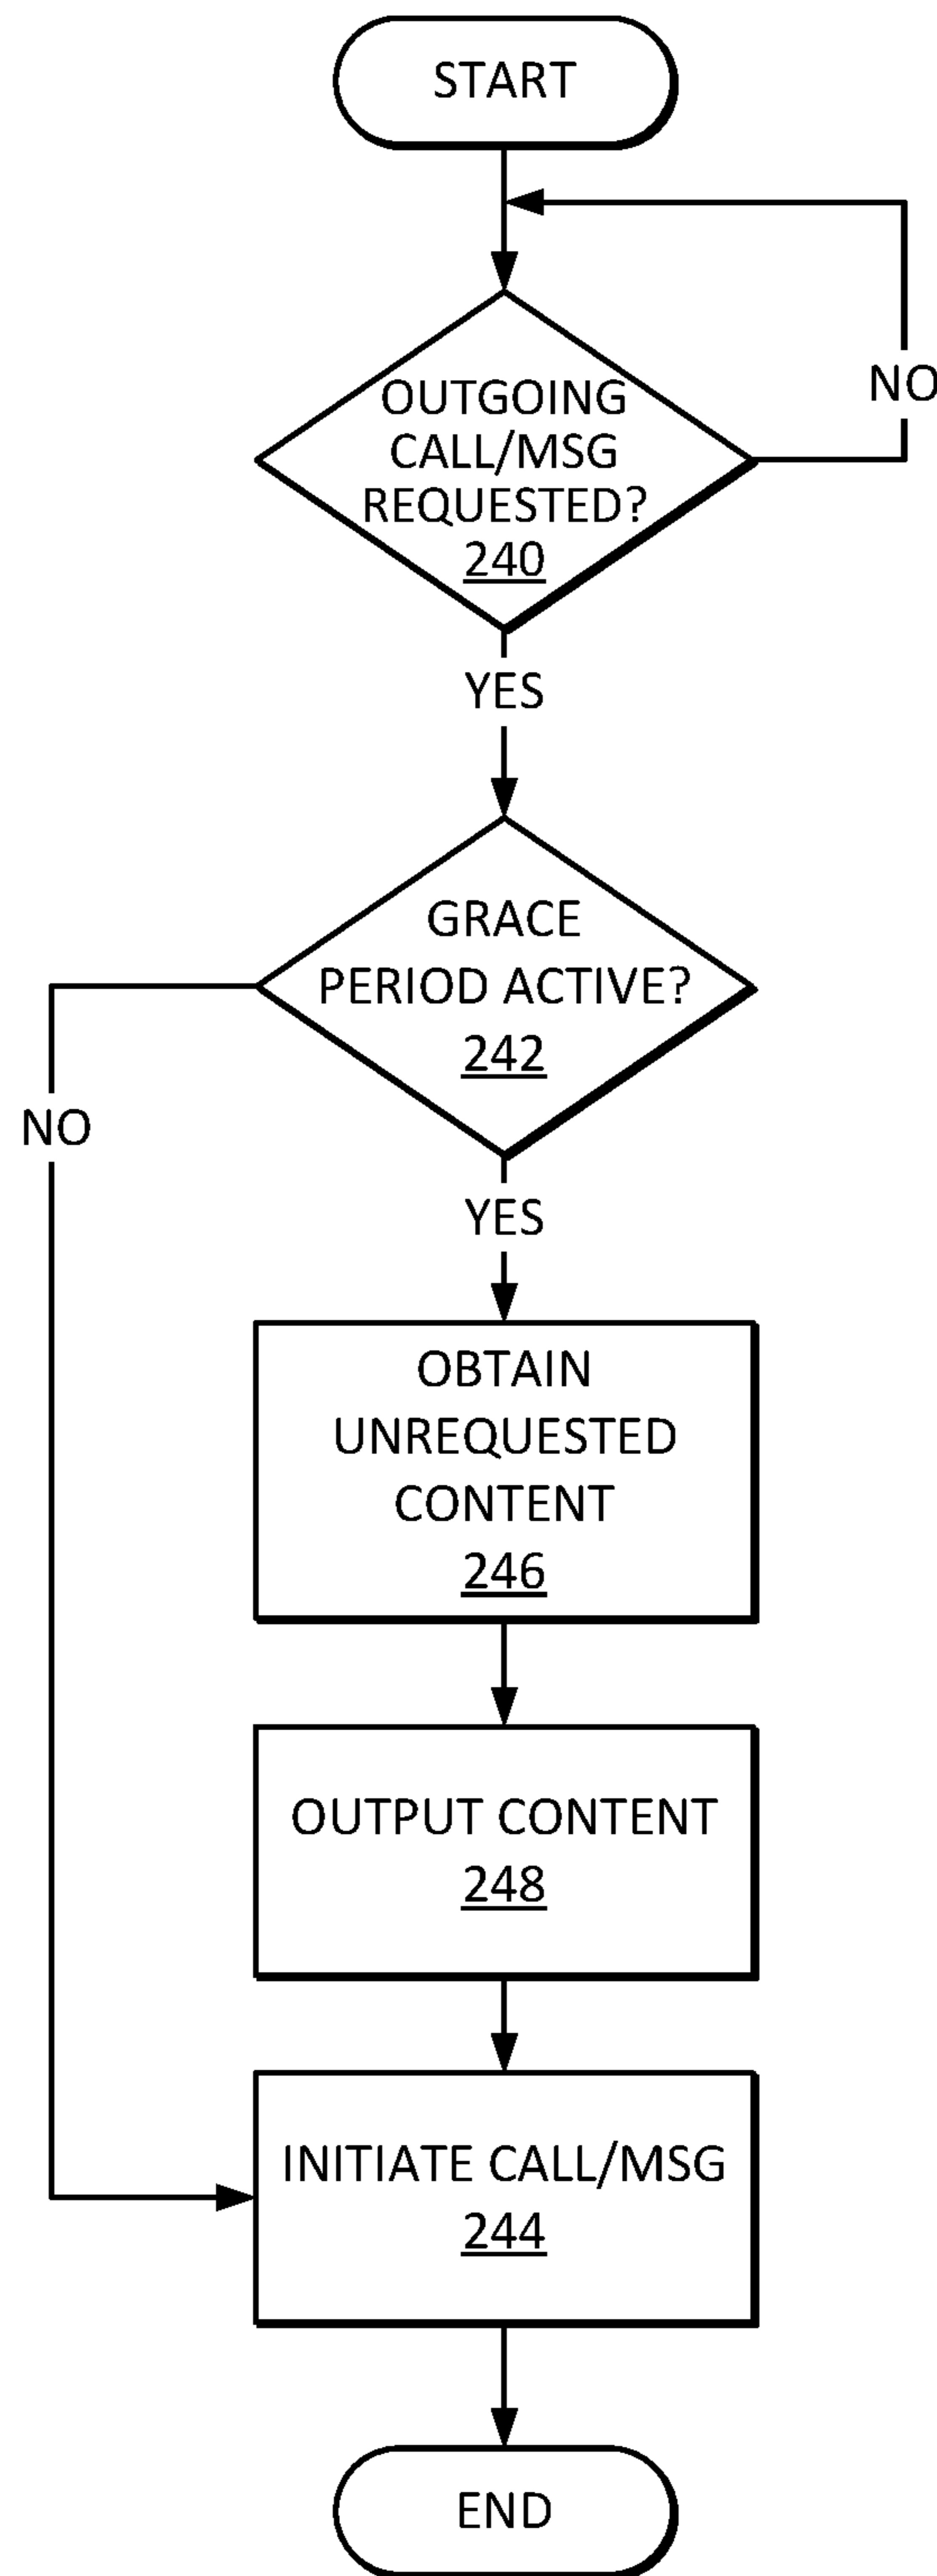 START
OUTGOING
CALL/MSG
REQUESTED?
240
NO
YES
GRACE
PERIOD ACTIVE?
242
NO
YES
OBTAIN
UNREQUESTED
CONTENT
246
OUTPUT CONTENT
248
INITIATE CALL/MSG
244
END